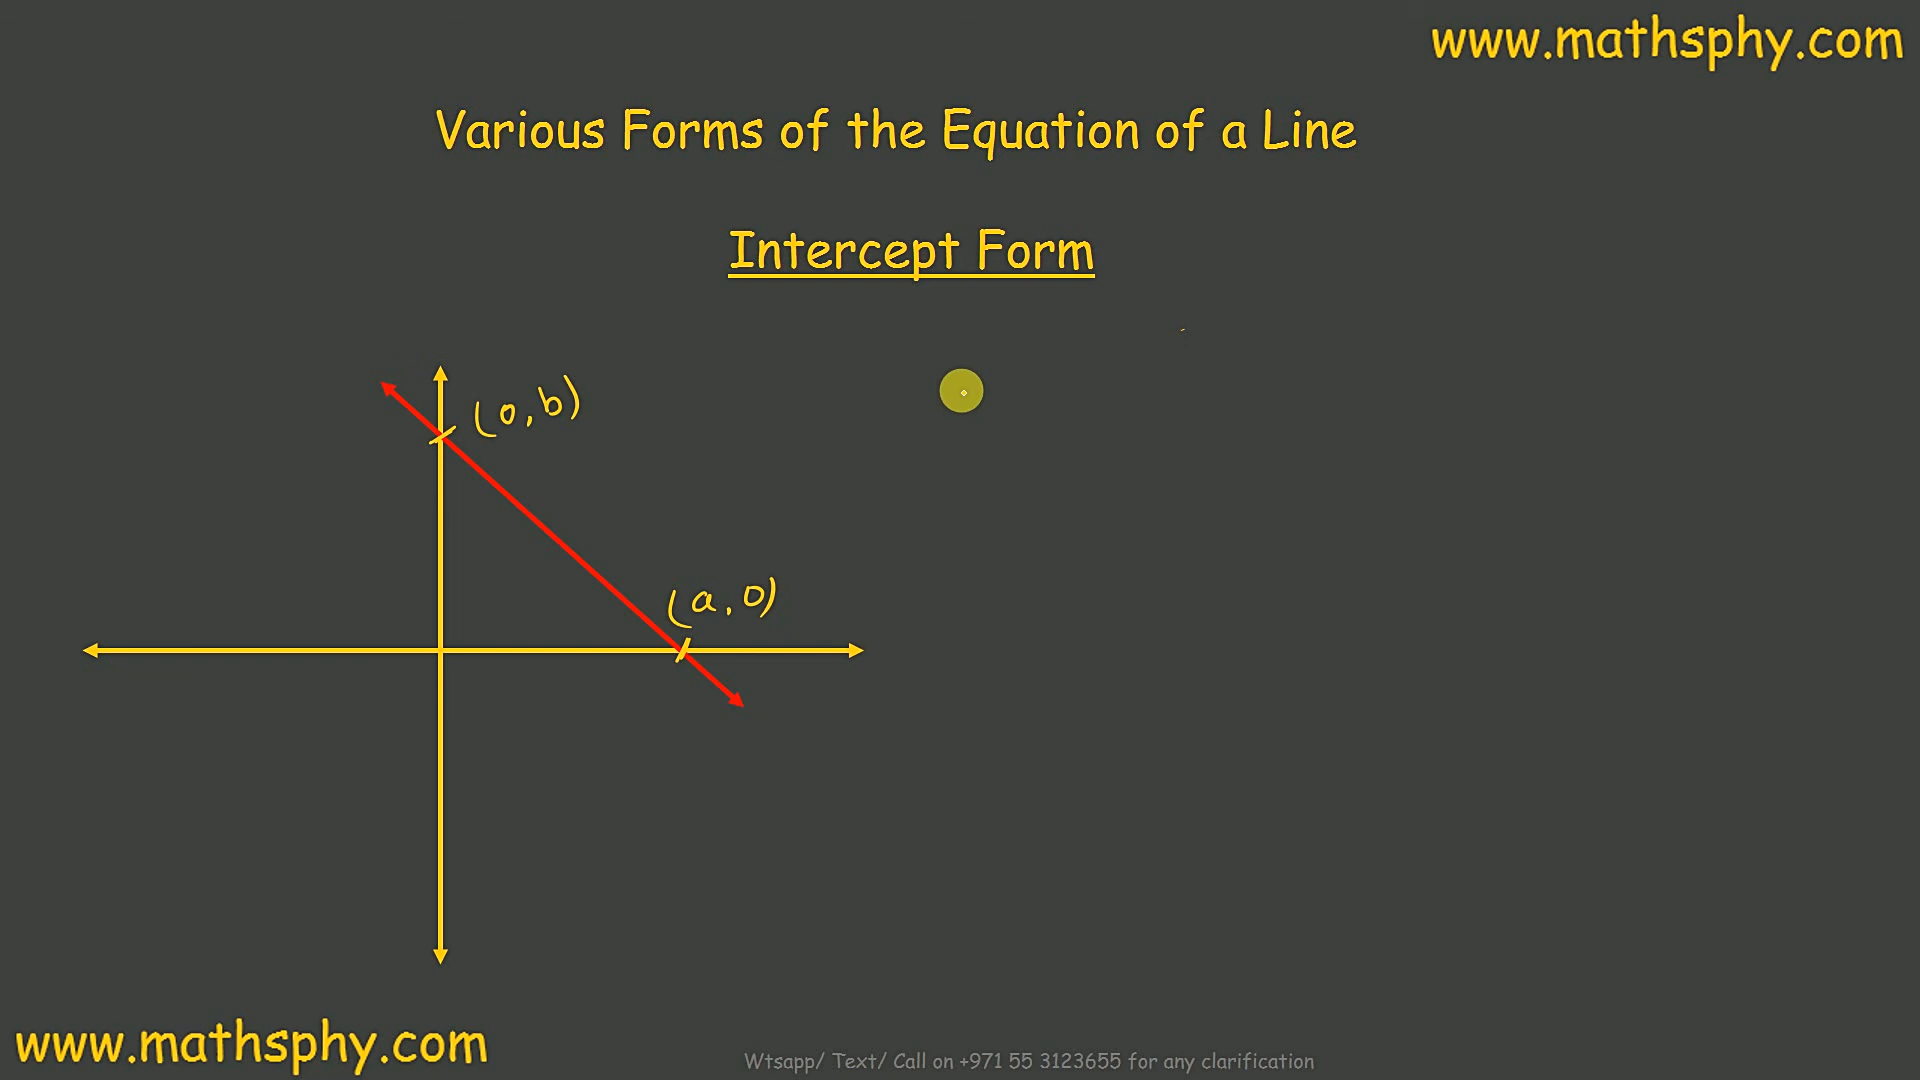 www.mathsphy.com
Various Forms of the Equation of a Line
Intercept Form
(0,b)
(a,0)
www.mathsphy.com
Wtsapp/ Text/ Call on +971 55 3123655 for any clarification